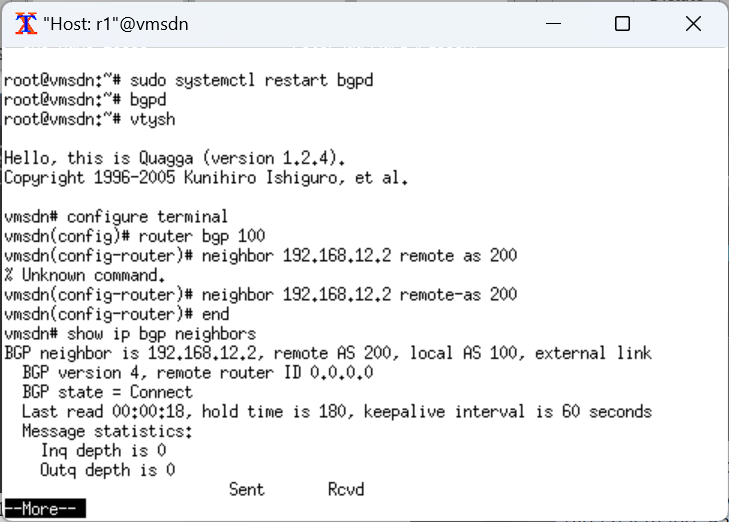 "Host: r1"@vmsdn
root@vmsdn:~# sudo systemctl restart bgpd
root@vmsdn:~# bgpd
root@vmsdn:~# vtysh
Hello, this is Quagga (version 1.2.4).
Copyright 1996-2005 Kunihiro Ishiguro, et al.
vmsdn# configure terminal
vmsdn(config)# router bgp 100
vmsdn(config-router)# neighbor 192.168.12.2 remote as 200
% Unknown command.
vmsdn(config-router)# neighbor 192.168.12.2 remote-as 200
vmsdn(config-router)# end
vmsdn# show ip bgp neighbors
BGP neighbor is 192.168.12.2, remote AS 200, local AS 100, external link
  BGP version 4, remote router ID 0.0.0.0
  BGP state = Connect
  Last read 00:00:18, hold time is 180, keepalive interval is 60 seconds
  Message statistics:
    Inq depth is 0
    Outq depth is 0
                         Sent       Rcvd
--More--